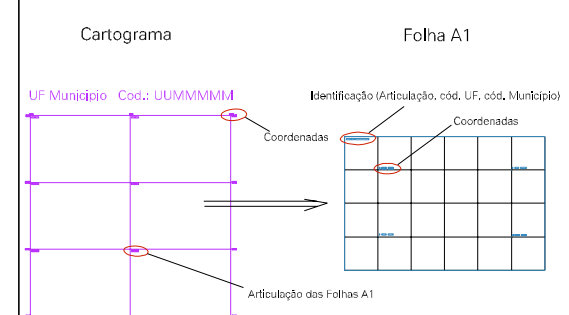 Cartograma
Folha A1
UF Município Cod.: UUMMMMM
Identificação (Articulação, cód. UF, cód. Município)
Coordenadas
Coordenadas
Articulação das Folhas A1